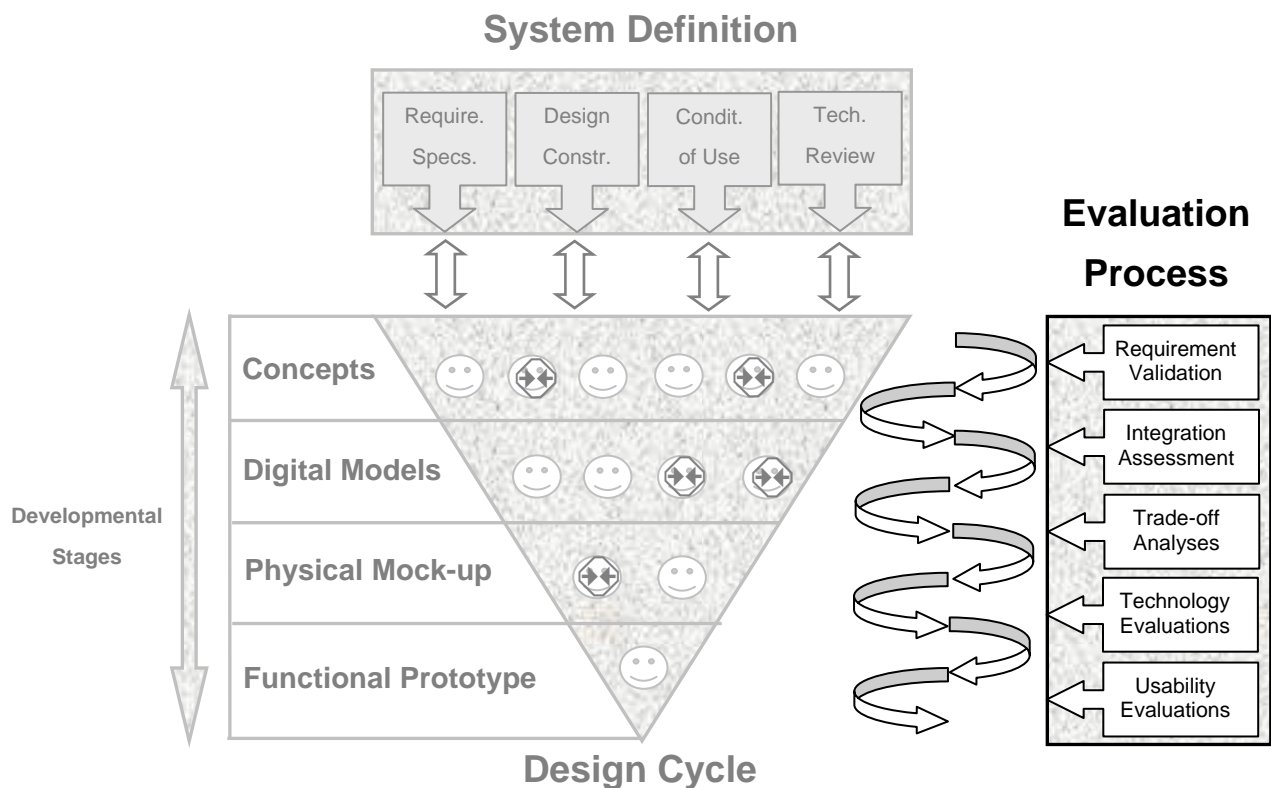 System Definition
Require.
Specs.
Design
Constr.
Condit.
of Use
Tech.
Review
Evaluation
Process
Concepts
Digital Models
Physical Mock-up
Functional Prototype
Developmental
Stages
Requirement
Validation
Integration
Assessment
Trade-off
Analyses
Technology
Evaluations
Usability
Evaluations
Design Cycle